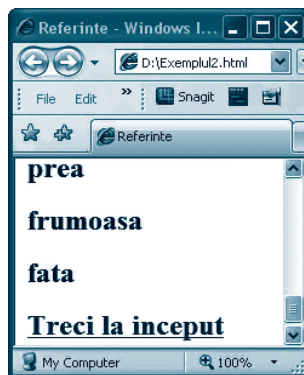 Referinte - Windows I...
D:\Exemplul2.html
File Edit » Snagit
Referinte
prea
frumoasa
fata
Treci la inceput
My Computer 100%